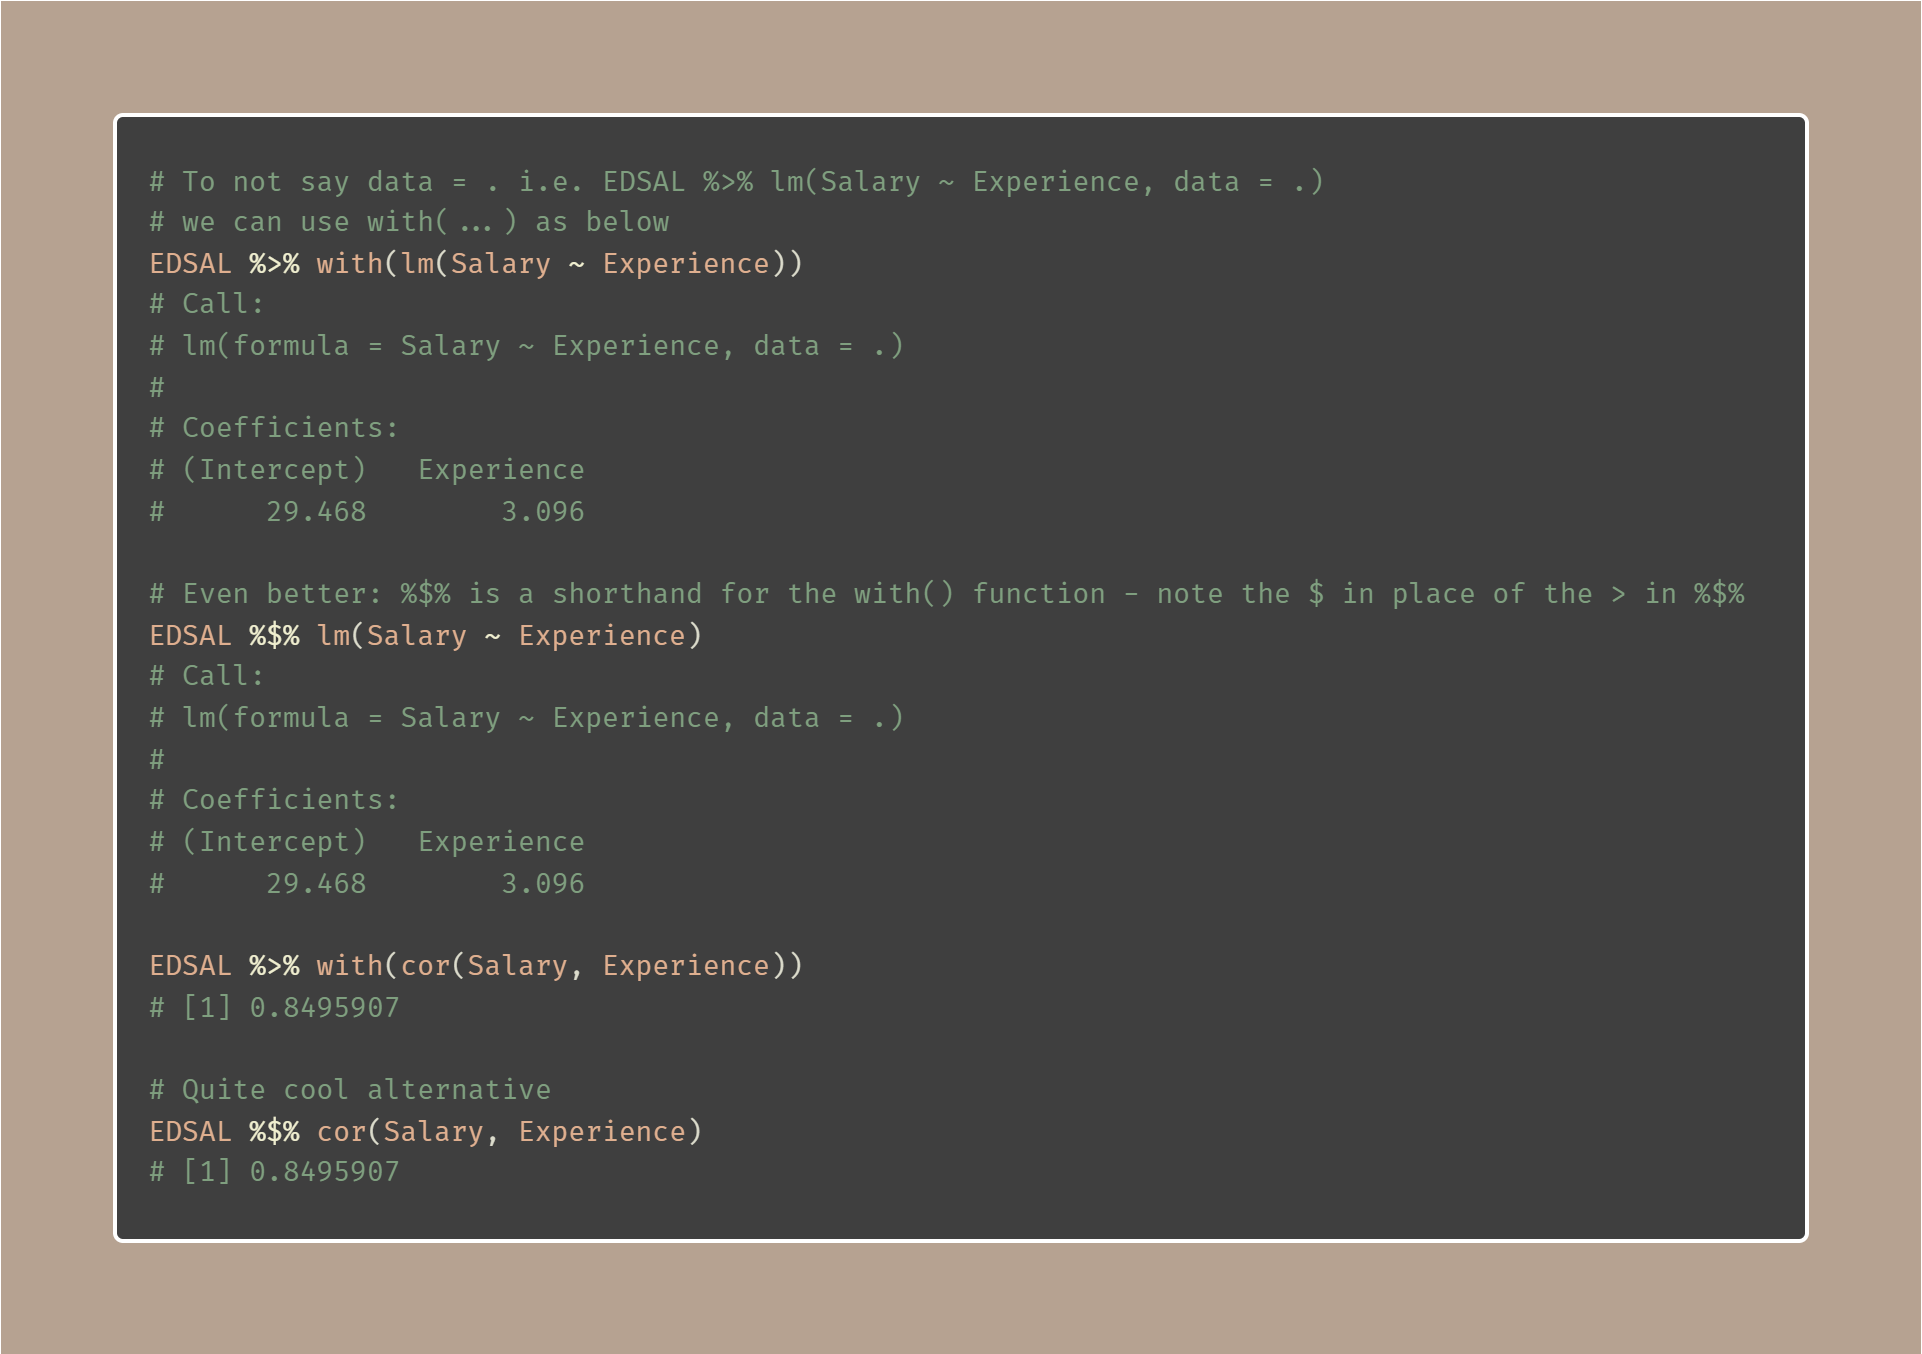 # To not say data = . i.e. EDSAL %>% lm(Salary ~ Experience, data = .)
# we can use with(...) as below
EDSAL %>% with(lm(Salary ~ Experience))
# Call:
# lm(formula = Salary ~ Experience, data = .)
#
# Coefficients:
# (Intercept)   Experience
#      29.468        3.096
# Even better: %$% is a shorthand for the with() function - note the $ in place of the > in %$%
EDSAL %$% lm(Salary ~ Experience)
# Call:
# lm(formula = Salary ~ Experience, data = .)
#
# Coefficients:
# (Intercept)   Experience
#      29.468        3.096
EDSAL %>% with(cor(Salary, Experience))
# [1] 0.8495907
# Quite cool alternative
EDSAL %$% cor(Salary, Experience)
# [1] 0.8495907